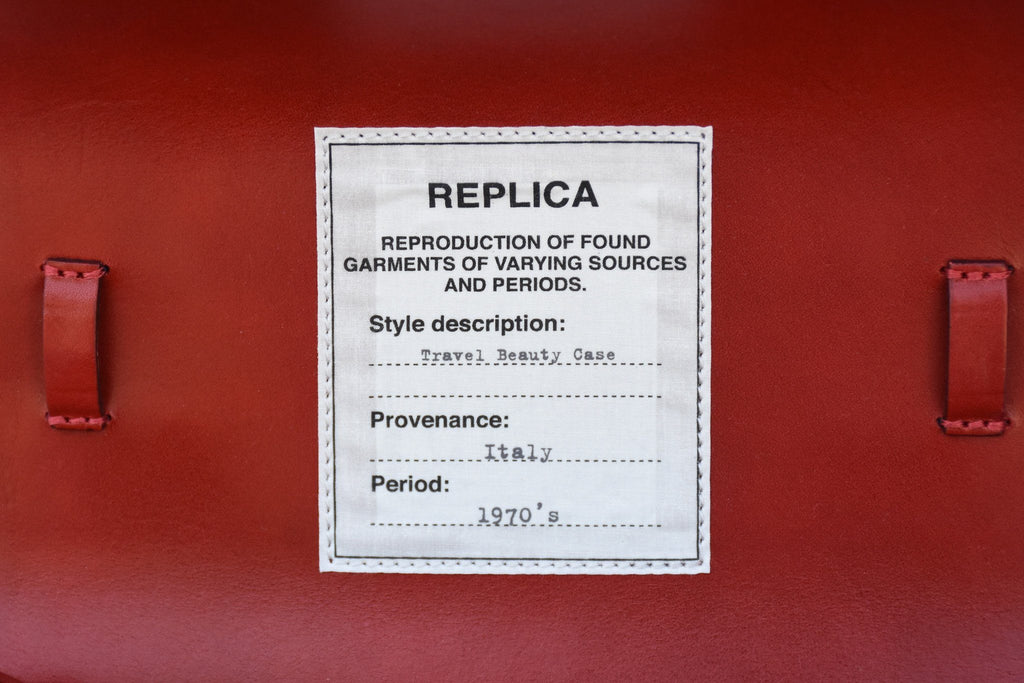 REPLICA
REPRODUCTION OF FOUND
GARMENTS OF VARYING SOURCES
AND PERIODS.
Style description:
Travel Beauty Case
Provenance:
Italy
Period:
1970's